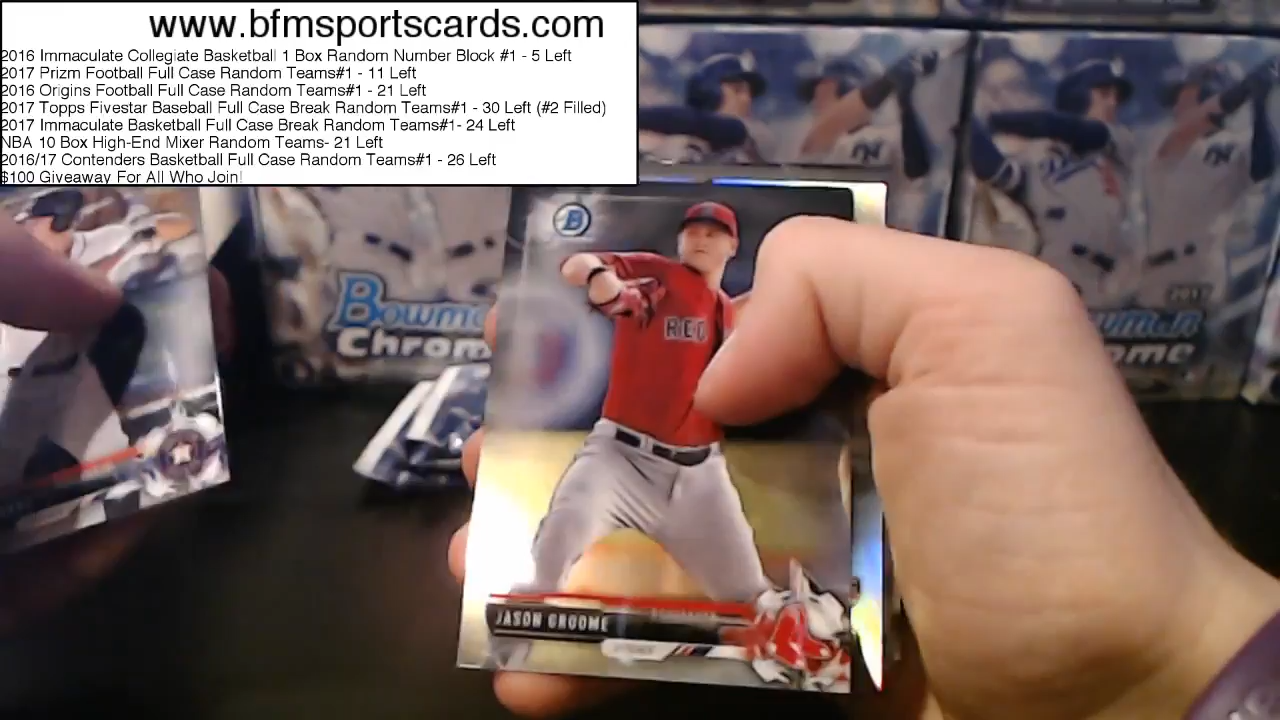 www.bfmsportscards.com
2016 Immaculate Collegiate Basketball 1 Box Random Number Block #1 - 5 Left
2017 Prizm Football Full Case Random Teams#1 - 11 Left
2016 Origins Football Full Case Random Teams#1 - 21 Left
2017 Topps Fivestar Baseball Full Case Break Random Teams#1 - 30 Left (#2 Filled)
2017 Immaculate Basketball Full Case Break Random Teams#1- 24 Left
NBA 10 Box High-End Mixer Random Teams- 21 Left
2016/17 Contenders Basketball Full Case Random Teams#1 - 26 Left
$100 Giveaway For All Who Join!
B
Bowm
Chrom
2017
wman
ome
RED
JASON GROOME